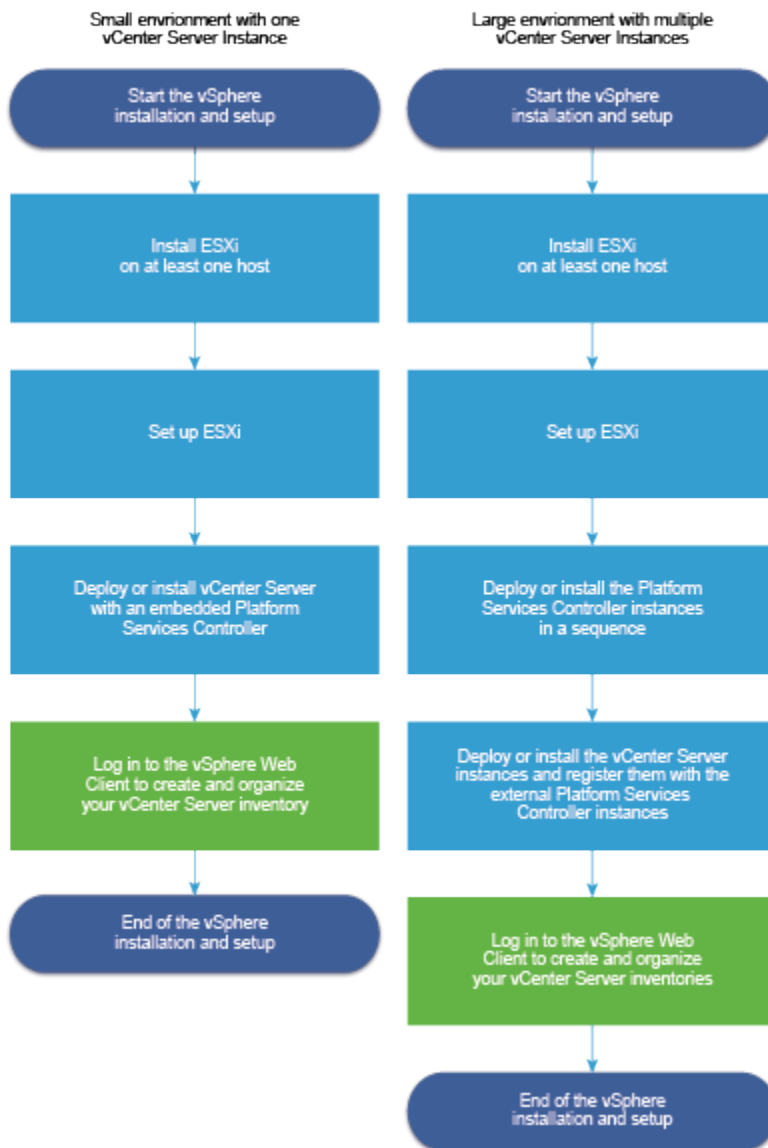 Small envrionment with one
vCenter Server Instance
Start the vSphere
installation and setup
Install ESXi
on at least one host
Set up ESXi
Deploy or install vCenter Server
with an embedded Platform
Services Controller
Log in to the vSphere Web
Client to create and organize
your vCenter Server inventory
End of the vSphere
installation and setup
Large envrionment with multiple
vCenter Server Instances
Start the vSphere
installation and setup
Install ESXi
on at least one host
Set up ESXi
Deploy or install the Platform
Services Controller instances
in a sequence
Deploy or install the vCenter Server
instances and register them with the
external Platform Services
Controller instances
Log in to the vSphere Web
Client to create and organize
your vCenter Server inventories
End of the vSphere
installation and setup